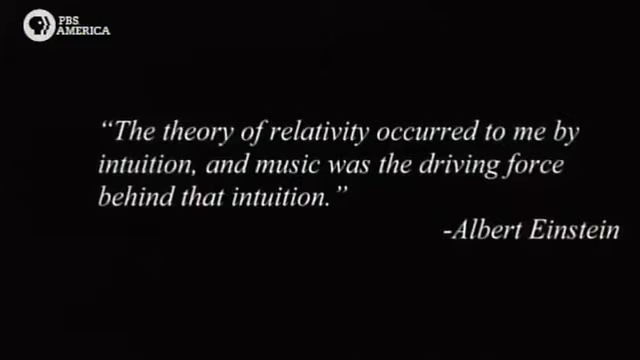 PBS
AMERICA
“The theory of relativity occurred to me by
intuition, and music was the driving force
behind that intuition.”
-Albert Einstein